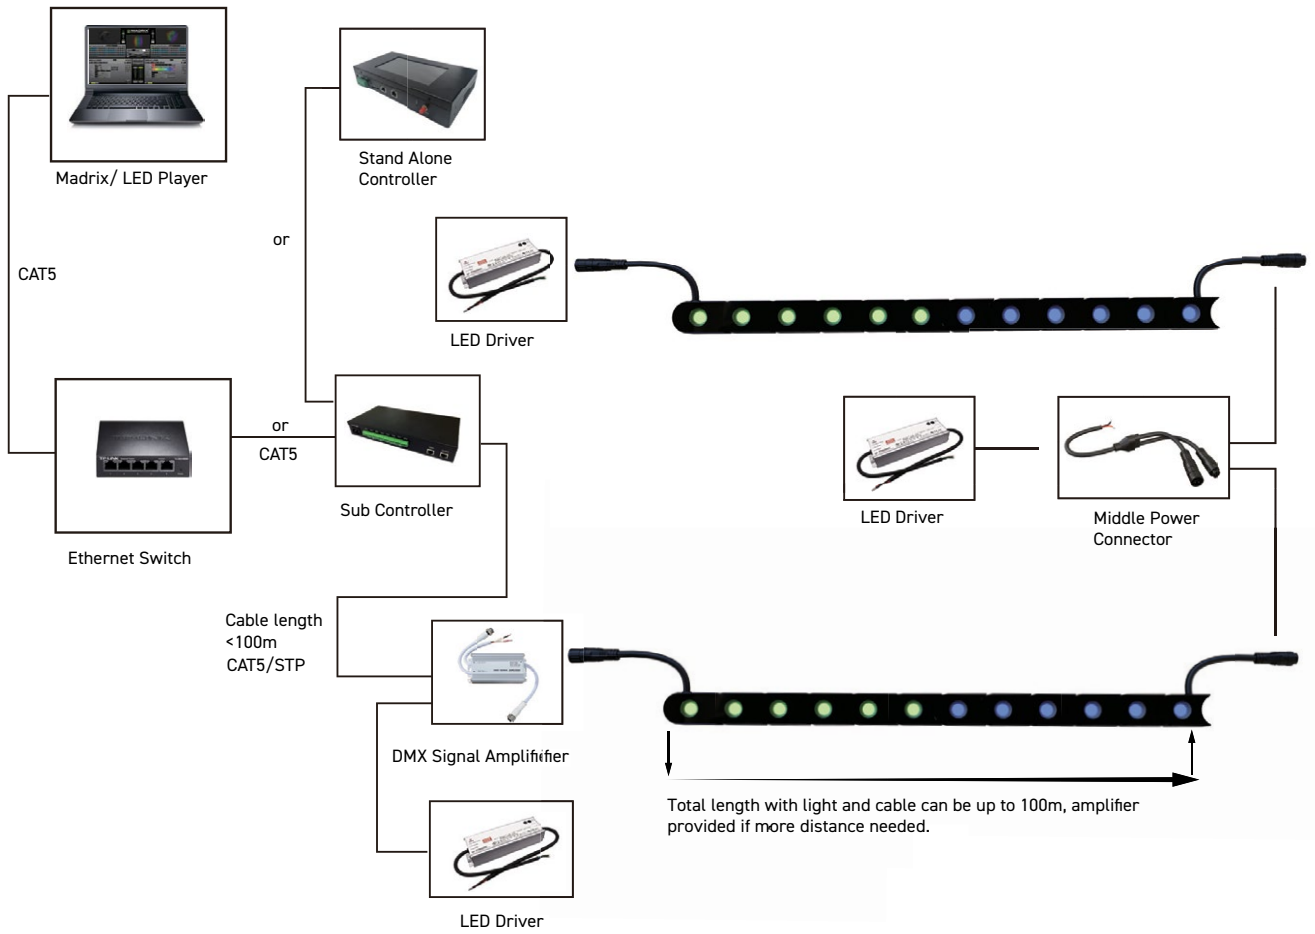 Madrix/ LED Player
Stand Alone
Controller
or
CAT5
LED Driver
or
CAT5
Sub Controller
LED Driver
Middle Power
Connector
Ethernet Switch
Cable length
<100m
CAT5/STP
DMX Signal Amplififier
Total length with light and cable can be up to 100m, amplifier
provided if more distance needed.
LED Driver